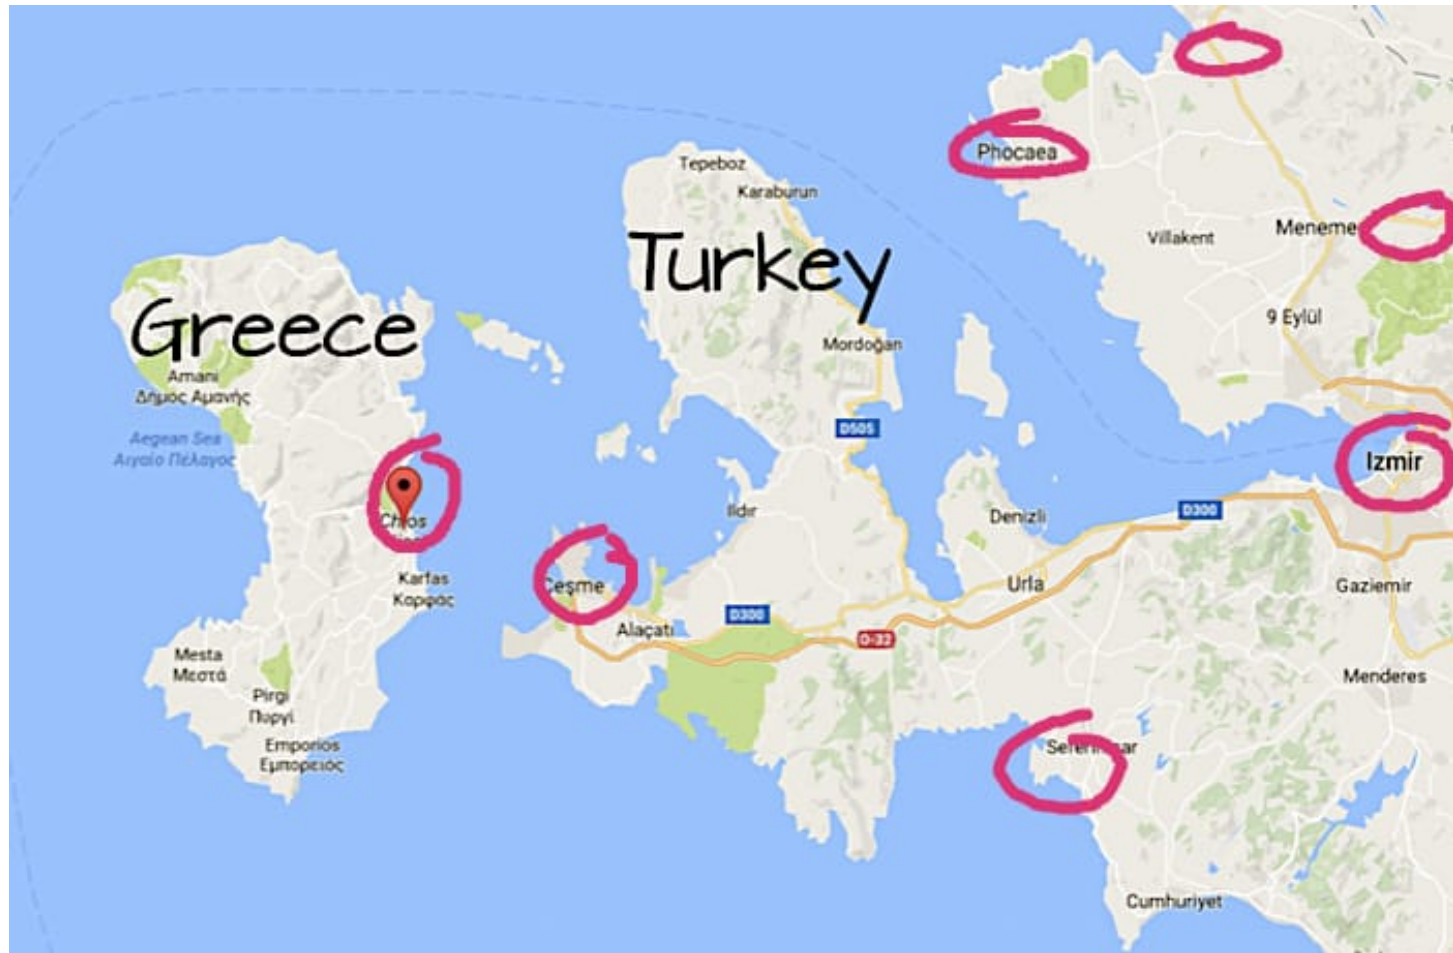 Phocaea
Tepeboz
Karaburun
Turkey
Villakent
Meneme
Greece
9 Eylül
Mordoğan
Amani
Δήμος Αμανής
D505
Aegean Sea
Αιγαίο Πέλαγος
Izmir
Chios
Ildır
D300
Denizli
Karfas
Καρφάς
Çeşme
Urla
Gaziemir
D300
Alaçatı
O-32
Mesta
Μεστά
Menderes
Pirgi
Πυργί
Emporios
Εμπορειός
Cumhuriyet